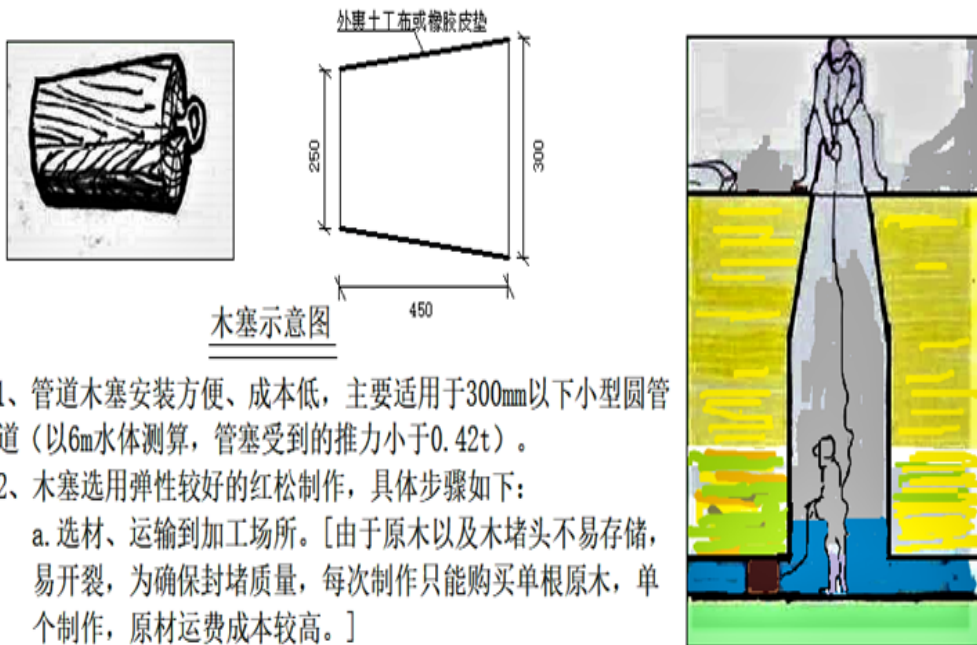 外裹土工布或橡胶皮垫
250
300
450
木塞示意图
1、管道木塞安装方便、成本低，主要适用于300mm以下小型圆管
道（以6m水体测算，管塞受到的推力小于0.42t）。
2、木塞选用弹性较好的红松制作，具体步骤如下：
a.选材、运输到加工场所。[由于原木以及木堵头不易存储，
易开裂，为确保封堵质量，每次制作只能购买单根原木，单
个制作，原材运费成本较高。]